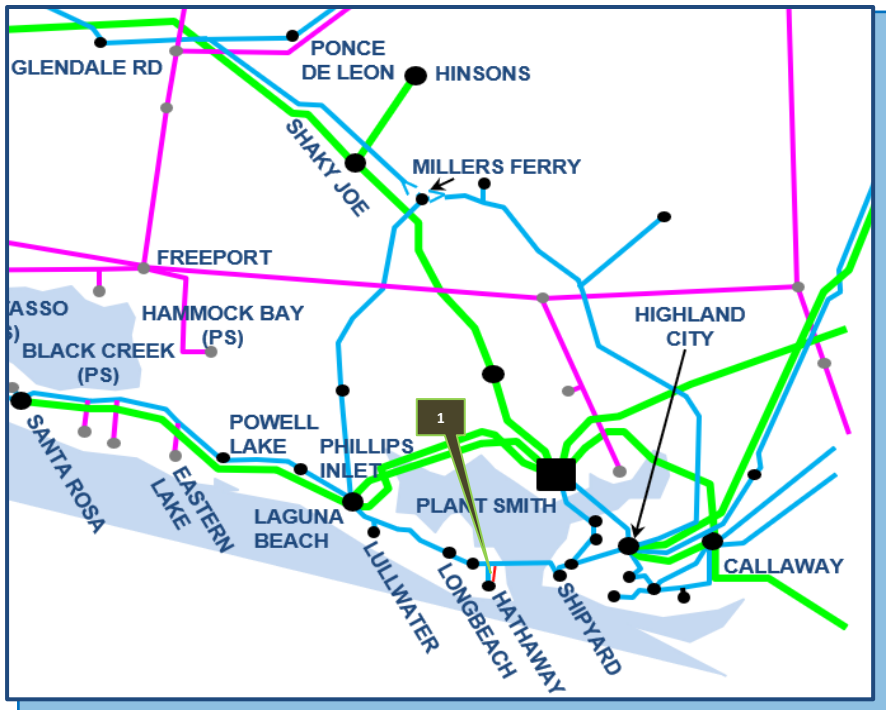 PONCE
DE LEON
HINSONS
GLENDALE RD
SHAKY JOE
MILLERS FERRY
FREEPORT
TASSO
S)
HAMMOCK BAY
(PS)
HIGHLAND
CITY
BLACK CREEK
(PS)
1
POWELL
LAKE
PHILLIPS
INLET
SANTA ROSA
EASTERN
LAKE
LAGUNA
BEACH
PLANT SMITH
LULLWATER
LONGBEACH
HATHAWAY
SHIPYARD
CALLAWAY